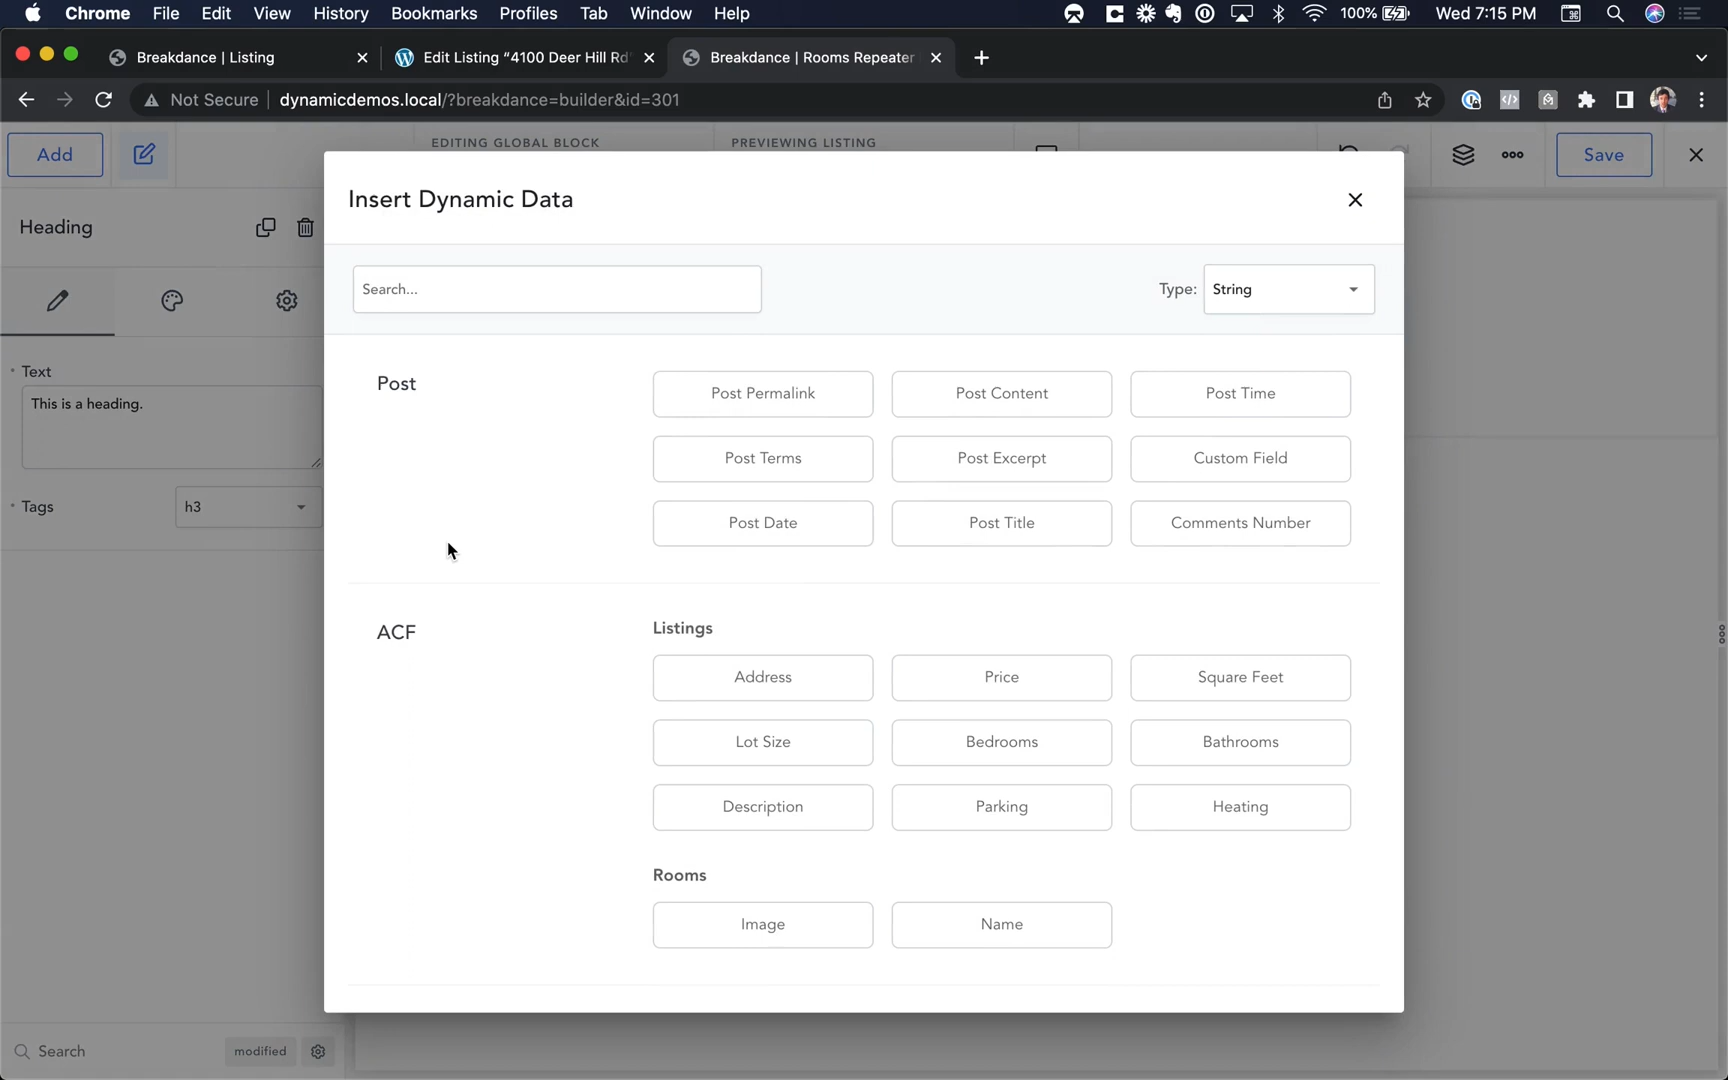 Chrome File Edit View History Bookmarks Profiles Tab Window Help 100% Wed 7:15 PM
Breakdance | Listing Edit Listing “4100 Deer Hill Rd” Breakdance | Rooms Repeater
Not Secure dynamicdemos.local/?breakdance=builder&id=301
EDITING GLOBAL BLOCK PREVIEWING LISTING
Add Save
Insert Dynamic Data
Heading
Search... Type: String
Text
This is a heading.
Tags h3
Post
Post Permalink Post Content Post Time
Post Terms Post Excerpt Custom Field
Post Date Post Title Comments Number
ACF
Listings
Address Price Square Feet
Lot Size Bedrooms Bathrooms
Description Parking Heating
Rooms
Image Name
Search modified